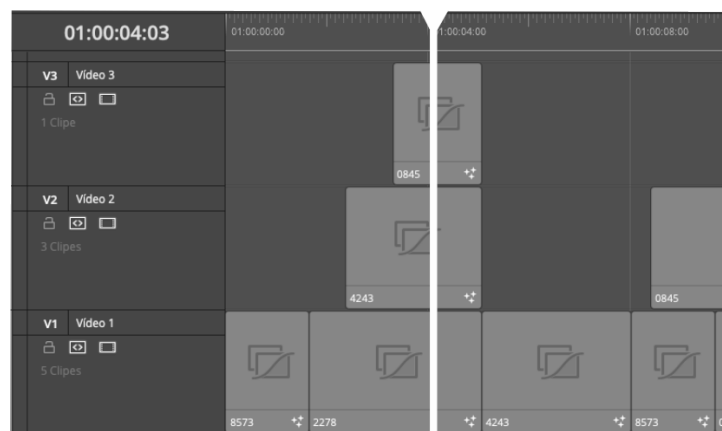 01:00:04:03
01:00:00:00
01:00:04:00
01:00:08:00
V3 Vídeo 3
1 Clipe
0845
V2 Vídeo 2
3 Clipes
4243
0845
V1 Vídeo 1
5 Clipes
8573
2278
4243
8573